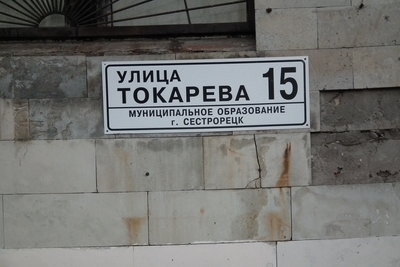 УЛИЦА
ТОКАРЕВА 15
МУНИЦИПАЛЬНОЕ ОБРАЗОВАНИЕ
г. СЕСТРОРЕЦК